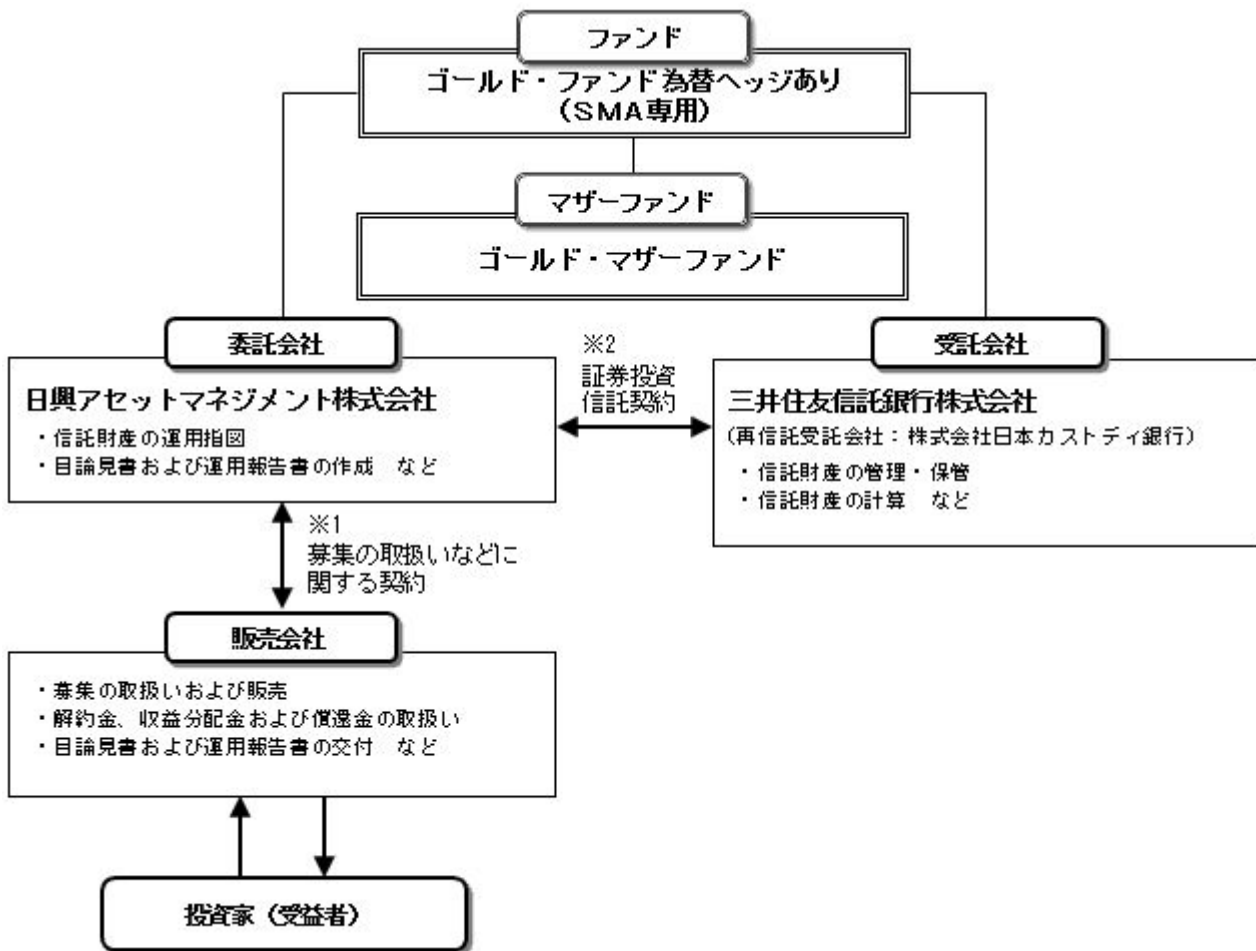 ファンド
ゴールド・ファンド為替ヘッジあり
(SMA専用)
マザーファンド
ゴールド・マザーファンド
委託会社
日興アセットマネジメント株式会社
・信託財産の運用指図
・目論見書および運用報告書の作成 など
※2
証券投資
信託契約
受託会社
三井住友信託銀行株式会社
(再信託受託会社：株式会社日本カストディ銀行)
・信託財産の管理・保管
・信託財産の計算 など
※1
募集の取扱いなどに
関する契約
販売会社
・募集の取扱いおよび販売
・解約金、収益分配金および償還金の取扱い
・目論見書および運用報告書の交付 など
投資家（受益者）